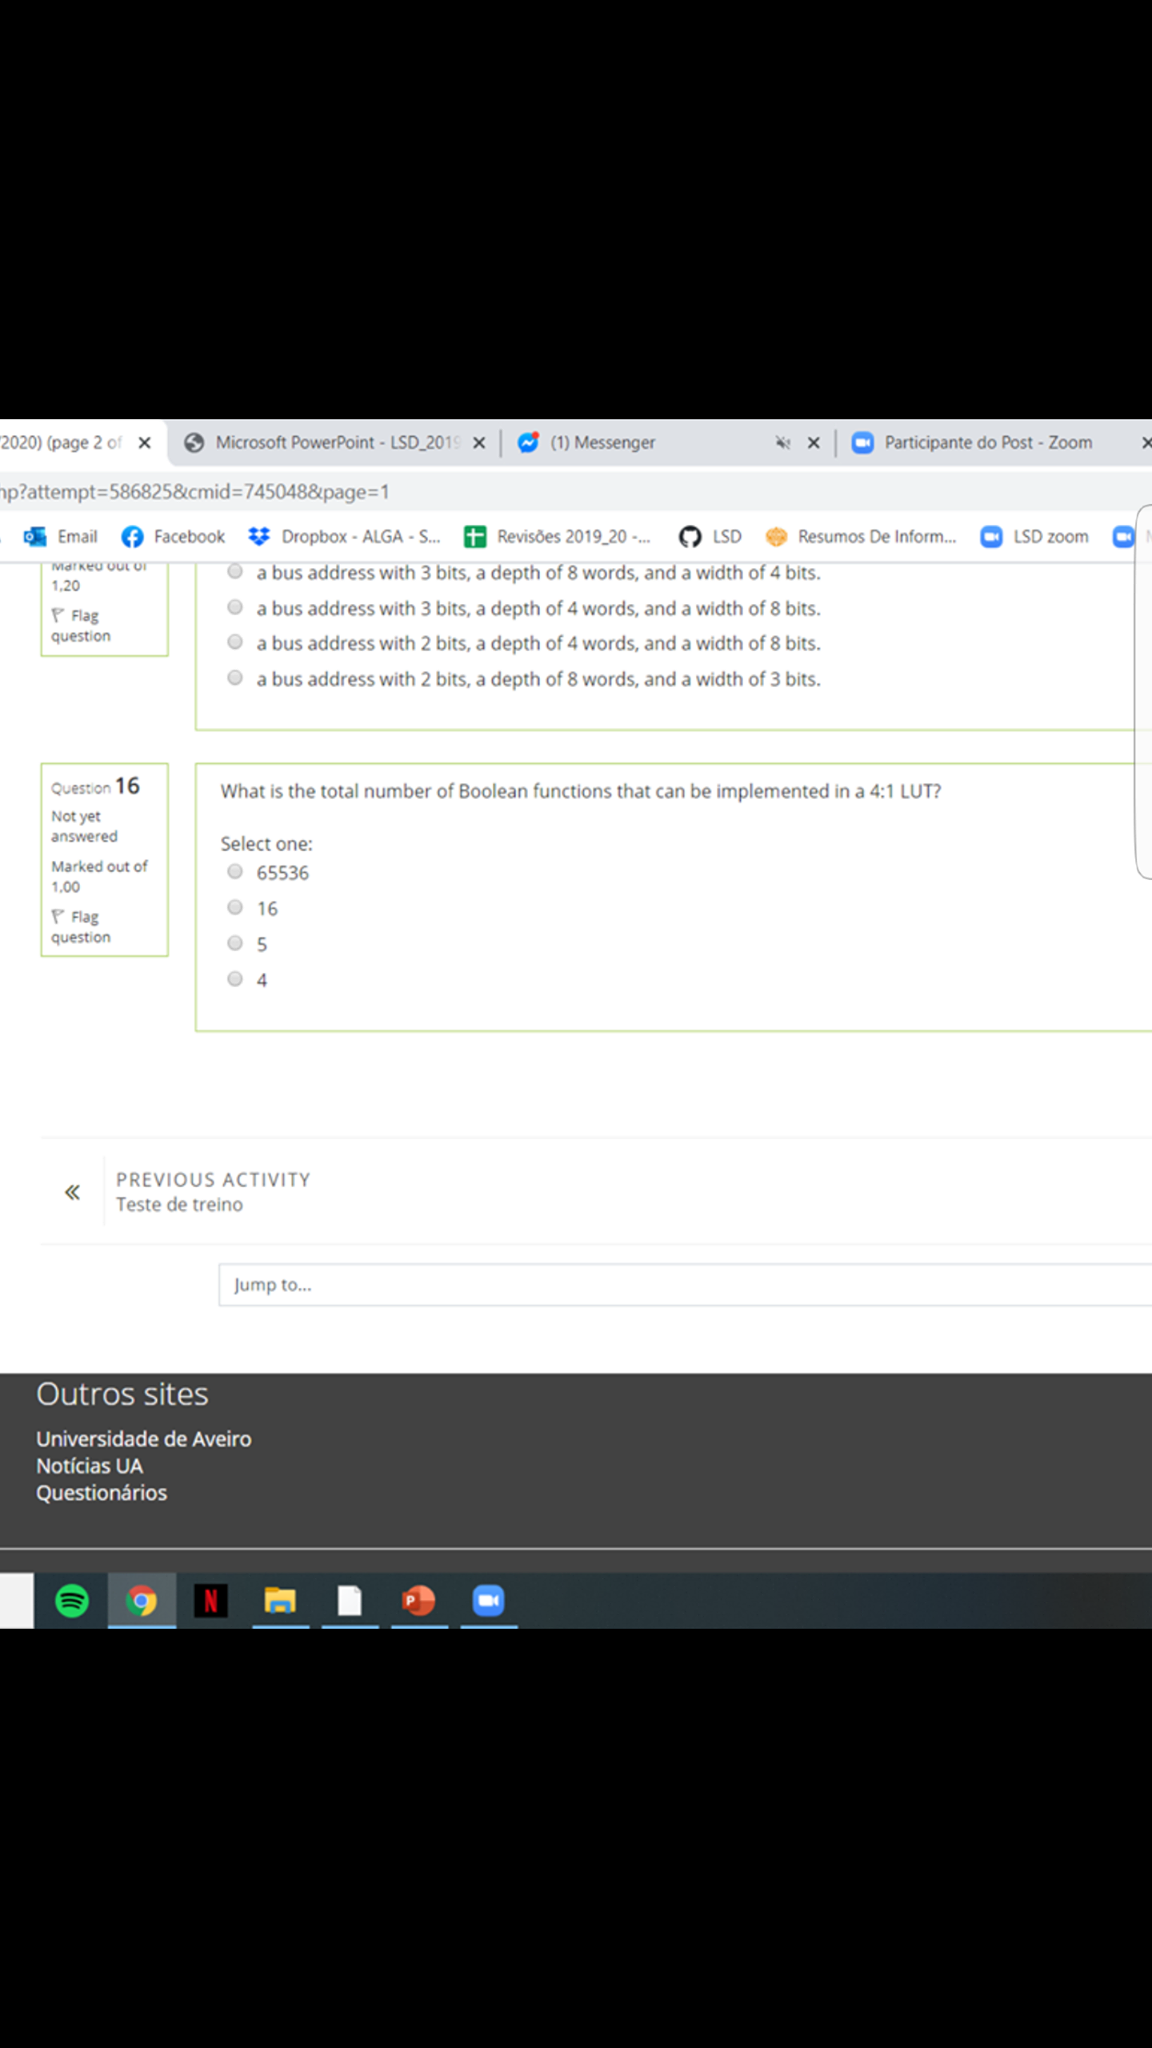 /2020) (page 2 of
Microsoft PowerPoint - LSD_2019
(1) Messenger
Participante do Post - Zoom
hp?attempt=586825&cmid=745048&page=1
Email
Facebook
Dropbox - ALGA - S...
Revisões 2019_20 -...
LSD
Resumos De Inform...
LSD zoom
Marked out of
1,20
Flag
question
a bus address with 3 bits, a depth of 8 words, and a width of 4 bits.
a bus address with 3 bits, a depth of 4 words, and a width of 8 bits.
a bus address with 2 bits, a depth of 4 words, and a width of 8 bits.
a bus address with 2 bits, a depth of 8 words, and a width of 3 bits.
Question 16
Not yet
answered
Marked out of
1,00
Flag
question
What is the total number of Boolean functions that can be implemented in a 4:1 LUT?
Select one:
65536
16
5
4
PREVIOUS ACTIVITY
Teste de treino
Jump to...
Outros sites
Universidade de Aveiro
Notícias UA
Questionários